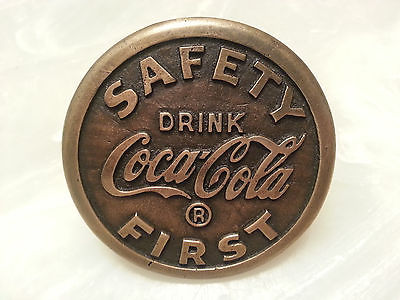 SAFETY
DRINK
Coca-Cola
®
FIRST